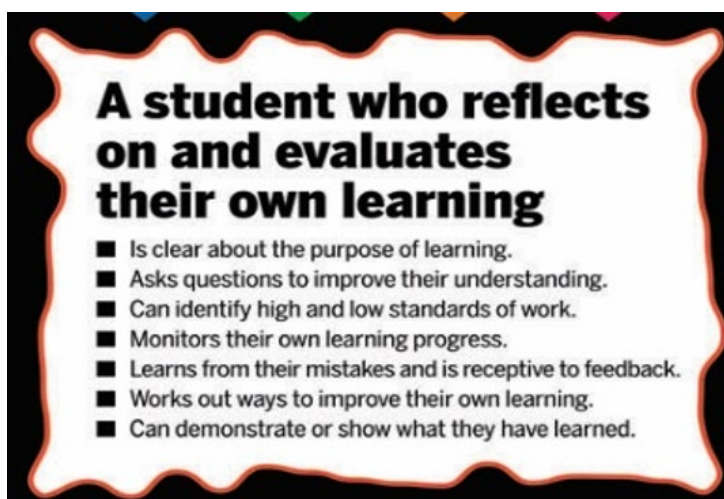 A student who reflects
on and evaluates
their own learning
■ Is clear about the purpose of learning.
■ Asks questions to improve their understanding.
■ Can identify high and low standards of work.
■ Monitors their own learning progress.
■ Learns from their mistakes and is receptive to feedback.
■ Works out ways to improve their own learning.
■ Can demonstrate or show what they have learned.